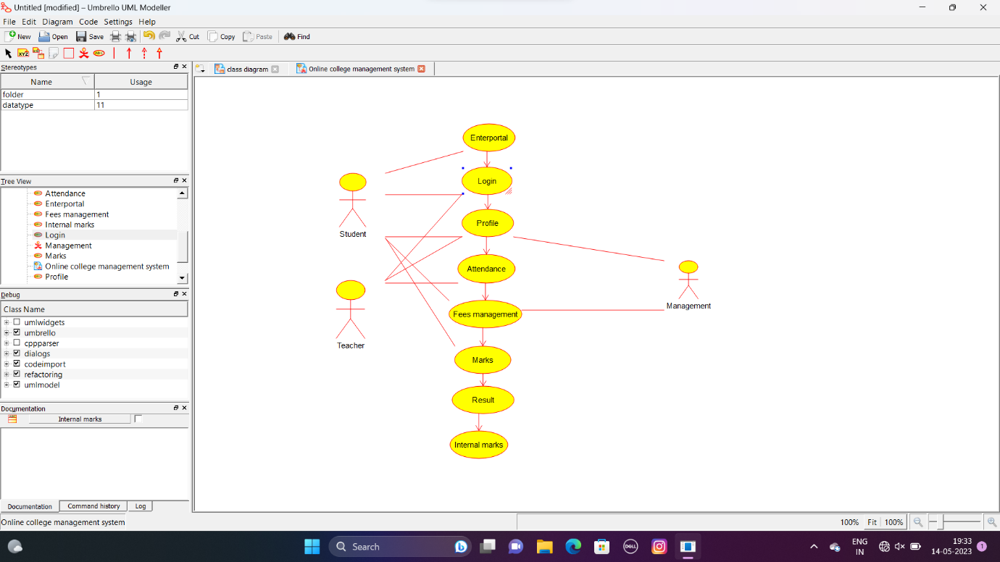 Untitled [modified] – Umbrello UML Modeller
File Edit Diagram Code Settings Help
New Open Save Cut Copy Paste Find
XYZ ABC
Stereotypes
class diagram Online college management system
Name Usage
folder 1
datatype 11
Tree View
Attendance
Enterportal
Fees management
Internal marks
Login
Management
Marks
Online college management system
Profile
Debug
Class Name
umlwidgets
umbrello
cppparser
dialogs
codeimport
refactoring
umlmodel
Documentation
Internal marks
Documentation Command history Log
Enterportal
Login
Student
Profile
Attendance
Management
Fees management
Teacher
Marks
Result
Internal marks
Online college management system
100% Fit 100%
Search
DELL
ENG
IN
19:33
14-05-2023
1